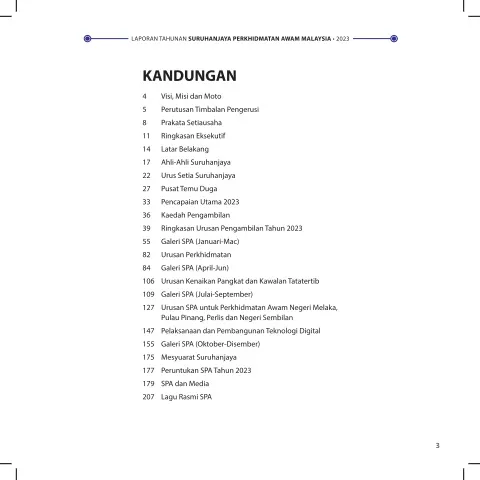 LAPORAN TAHUNAN SURUHANJAYA PERKHIDMATAN AWAM MALAYSIA • 2023
KANDUNGAN
4 Visi, Misi dan Moto
5 Perutusan Timbalan Pengerusi
8 Prakata Setiausaha
11 Ringkasan Eksekutif
14 Latar Belakang
17 Ahli-Ahli Suruhanjaya
22 Urus Setia Suruhanjaya
27 Pusat Temu Duga
33 Pencapaian Utama 2023
36 Kaedah Pengambilan
39 Ringkasan Urusan Pengambilan Tahun 2023
55 Galeri SPA (Januari-Mac)
82 Urusan Perkhidmatan
84 Galeri SPA (April-Jun)
106 Urusan Kenaikan Pangkat dan Kawalan Tatatertib
109 Galeri SPA (Julai-September)
127 Urusan SPA untuk Perkhidmatan Awam Negeri Melaka,
Pulau Pinang, Perlis dan Negeri Sembilan
147 Pelaksanaan dan Pembangunan Teknologi Digital
155 Galeri SPA (Oktober-Disember)
175 Mesyuarat Suruhanjaya
177 Peruntukan SPA Tahun 2023
179 SPA dan Media
207 Lagu Rasmi SPA
3